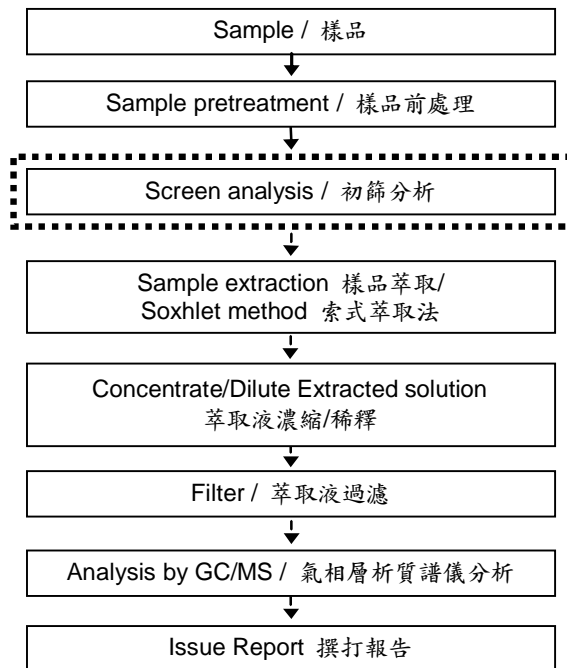 Sample / 樣品
Sample pretreatment / 樣品前處理
Screen analysis / 初篩分析
Sample extraction 樣品萃取/
Soxhlet method 索式萃取法
Concentrate/Dilute Extracted solution
萃取液濃縮/稀釋
Filter / 萃取液過濾
Analysis by GC/MS / 氣相層析質譜儀分析
Issue Report 撰打報告